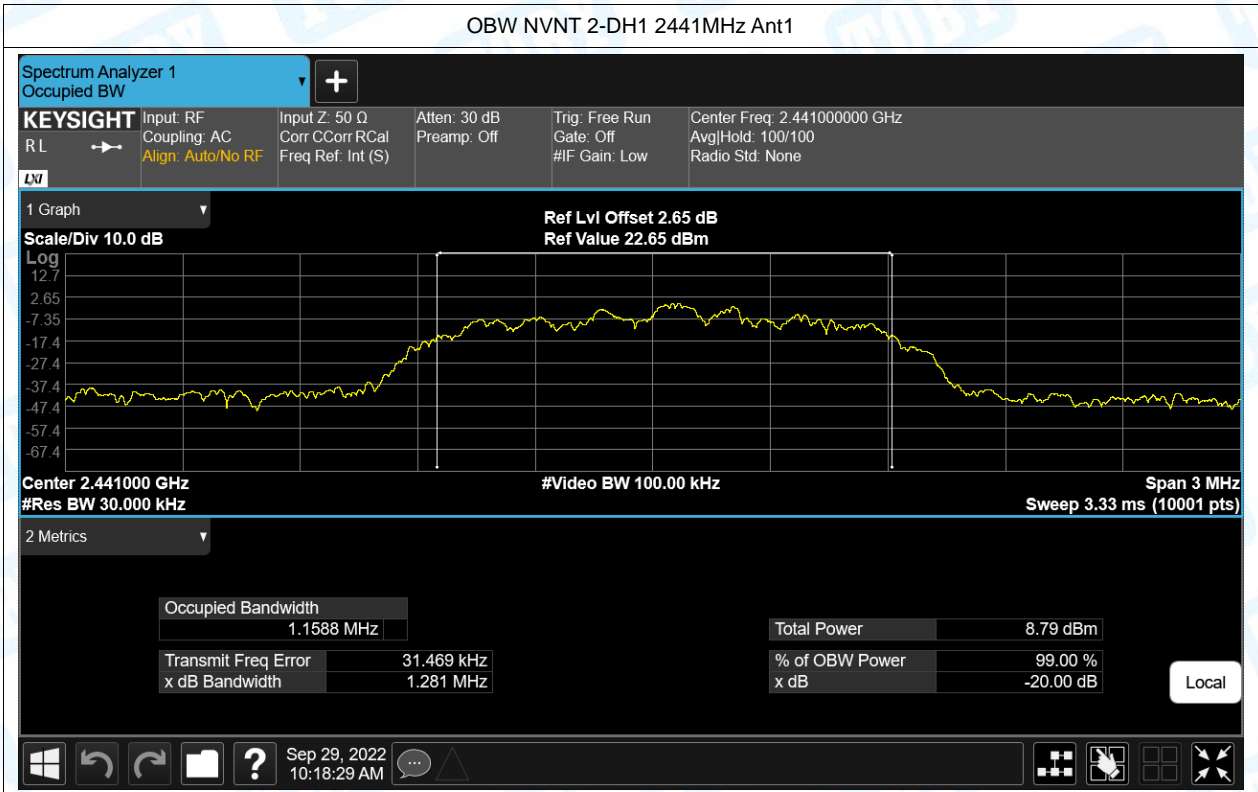 OBW NVNT 2-DH1 2441MHz Ant1
Spectrum Analyzer 1
Occupied BW
+
KEYSIGHT
R L
LXI
Input: RF
Coupling: AC
Align: Auto/No RF
Input Z: 50 Ω
Corr CCorr RCal
Freq Ref: Int (S)
Atten: 30 dB
Preamp: Off
Trig: Free Run
Gate: Off
#IF Gain: Low
Center Freq: 2.441000000 GHz
Avg|Hold: 100/100
Radio Std: None
1 Graph
Scale/Div 10.0 dB
Ref Lvl Offset 2.65 dB
Ref Value 22.65 dBm
Log
12.7
2.65
-7.35
-17.4
-27.4
-37.4
-47.4
-57.4
-67.4
Center 2.441000 GHz
#Res BW 30.000 kHz
#Video BW 100.00 kHz
Span 3 MHz
Sweep 3.33 ms (10001 pts)
2 Metrics
Occupied Bandwidth
1.1588 MHz
Total Power 8.79 dBm
Transmit Freq Error 31.469 kHz
% of OBW Power 99.00 %
x dB Bandwidth 1.281 MHz
x dB -20.00 dB
Local
?
Sep 29, 2022
10:18:29 AM